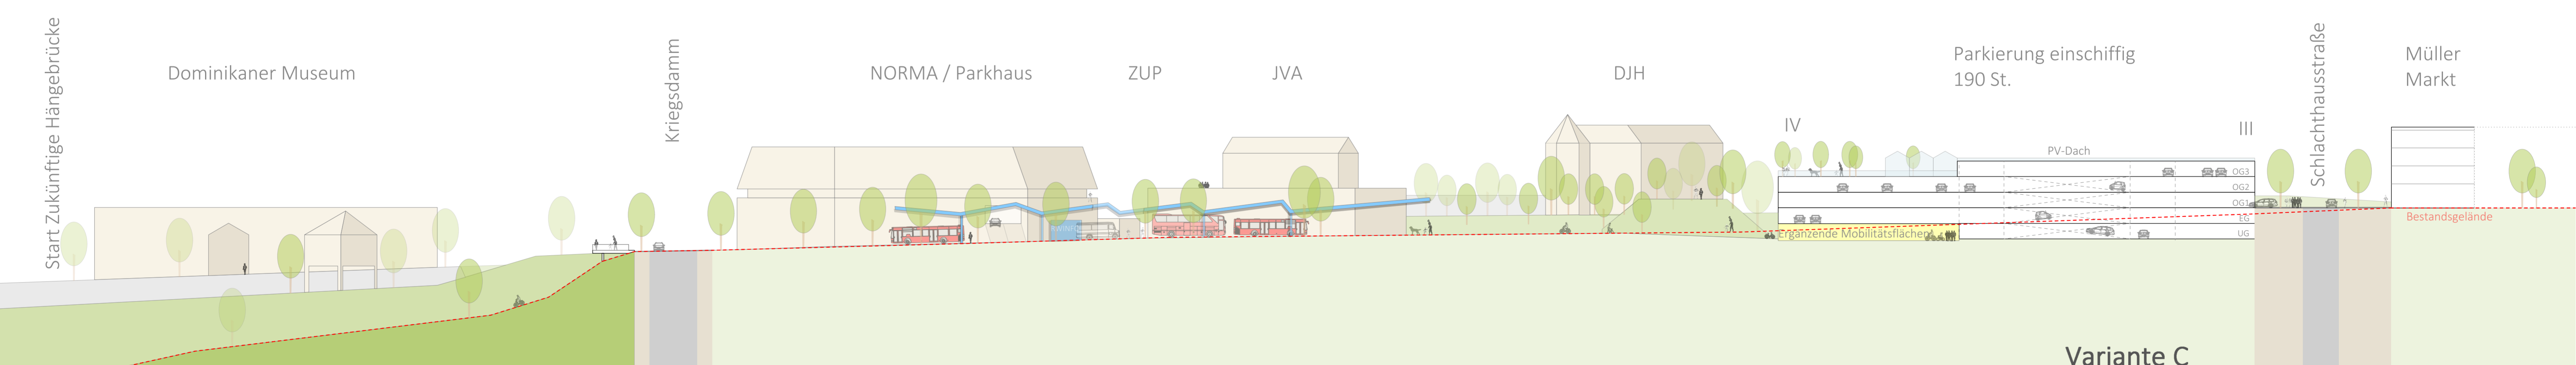 Start Zukünftige Hängebrücke
Dominikaner Museum
Kriegsdamm
NORMA / Parkhaus
ZUP
JVA
DJH
Parkierung einschiffig
190 St.
Schlachthausstraße
Müller
Markt
IV
III
PV-Dach
OG3
OG2
OG1
EG
UG
Ergänzende Mobilitätsflächen
Bestandsgelände
Variante C